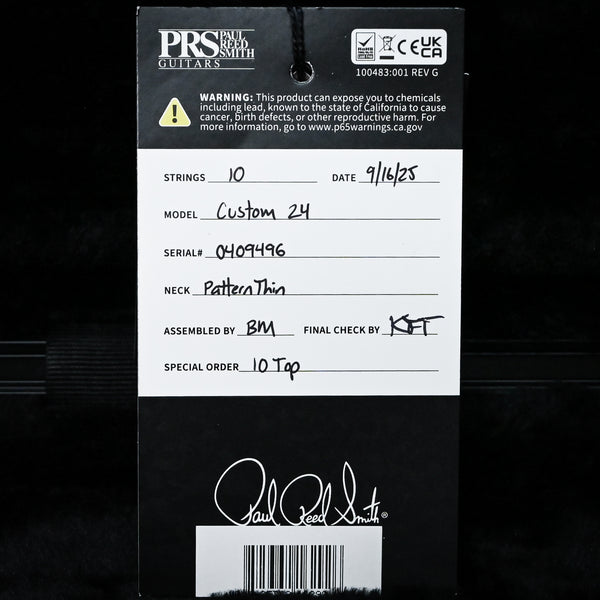 PRS PAUL REED SMITH
GUITARS
RoHS CE UK CA
100483:001 REV G
WARNING: This product can expose you to chemicals
including lead, known to the state of California to cause
cancer, birth defects, or other reproductive harm. For
more information, go to www.p65warnings.ca.gov
STRINGS 10 DATE 9/16/25
MODEL Custom 24
SERIAL# 0409496
NECK Pattern Thin
ASSEMBLED BY BM FINAL CHECK BY KFT
SPECIAL ORDER 10 Top
Paul Reed Smith®